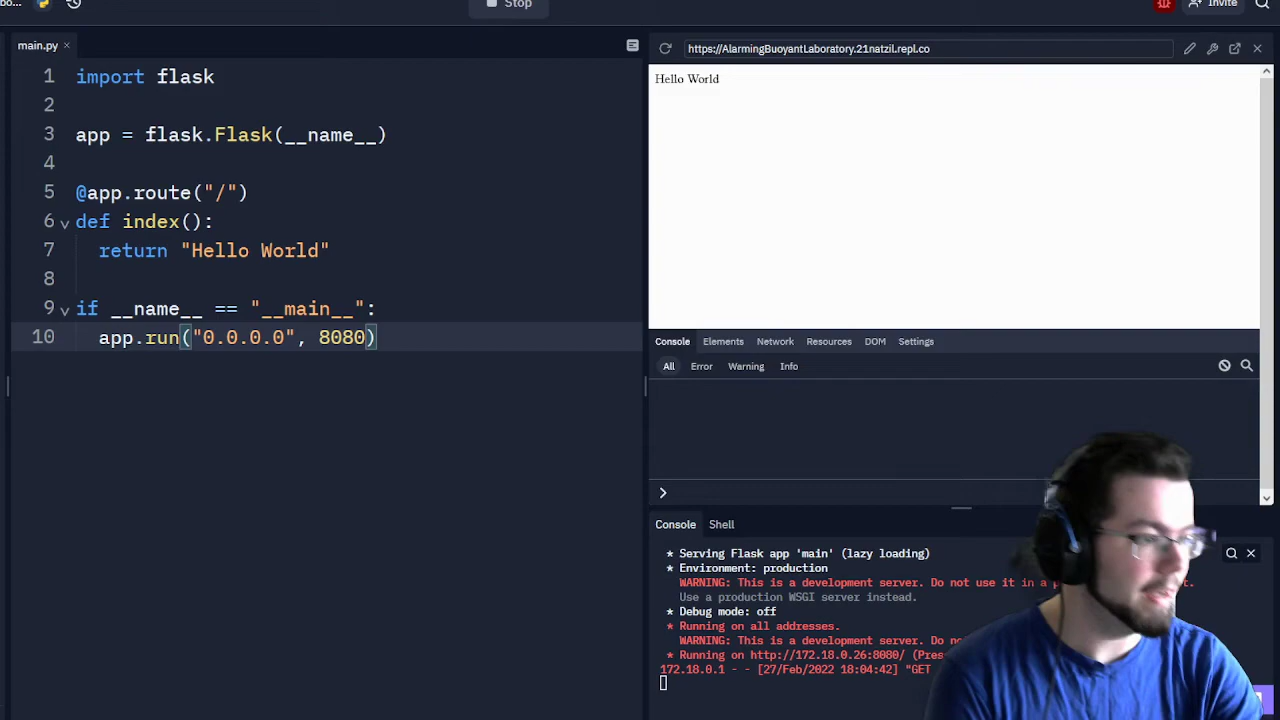 Stop
Invite
main.py
https://AlarmingBuoyantLaboratory.21natzil.repl.co
1 import flask
2
3 app = flask.Flask(__name__)
4
5 @app.route("/")
6 def index():
7 return "Hello World"
8
9 if __name__ == "__main__":
10 app.run("0.0.0.0", 8080)
Hello World
Console Elements Network Resources DOM Settings
All Error Warning Info
Console Shell
* Serving Flask app 'main' (lazy loading)
* Environment: production
WARNING: This is a development server. Do not use it in a
Use a production WSGI server instead.
* Debug mode: off
* Running on all addresses.
WARNING: This is a development server. Do
* Running on http://172.18.0.26:8080/
172.18.0.1 - - [27/Feb/2022 18:04:42] "GET